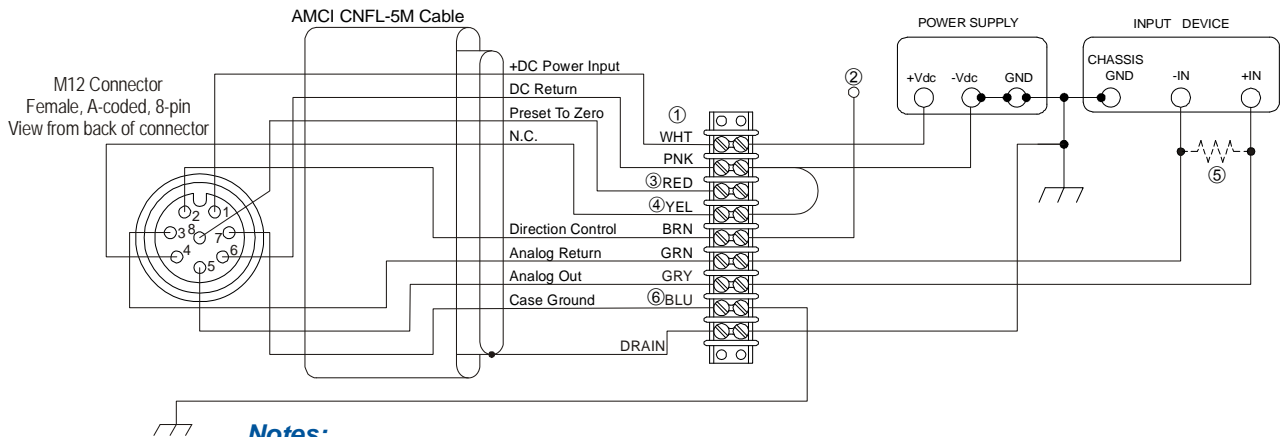 AMCI CNFL-5M Cable
POWER SUPPLY
INPUT DEVICE
M12 Connector
Female, A-coded, 8-pin
View from back of connector
+Vdc
-Vdc
GND
CHASSIS
GND
-IN
+IN
+DC Power Input
DC Return
Preset To Zero
N.C.
Direction Control
Analog Return
Analog Out
Case Ground
DRAIN
①
WHT
PNK
③RED
④YEL
BRN
GRN
GRY
⑥BLU
②
⑤
2
1
3
8
7
4
6
5
Notes: